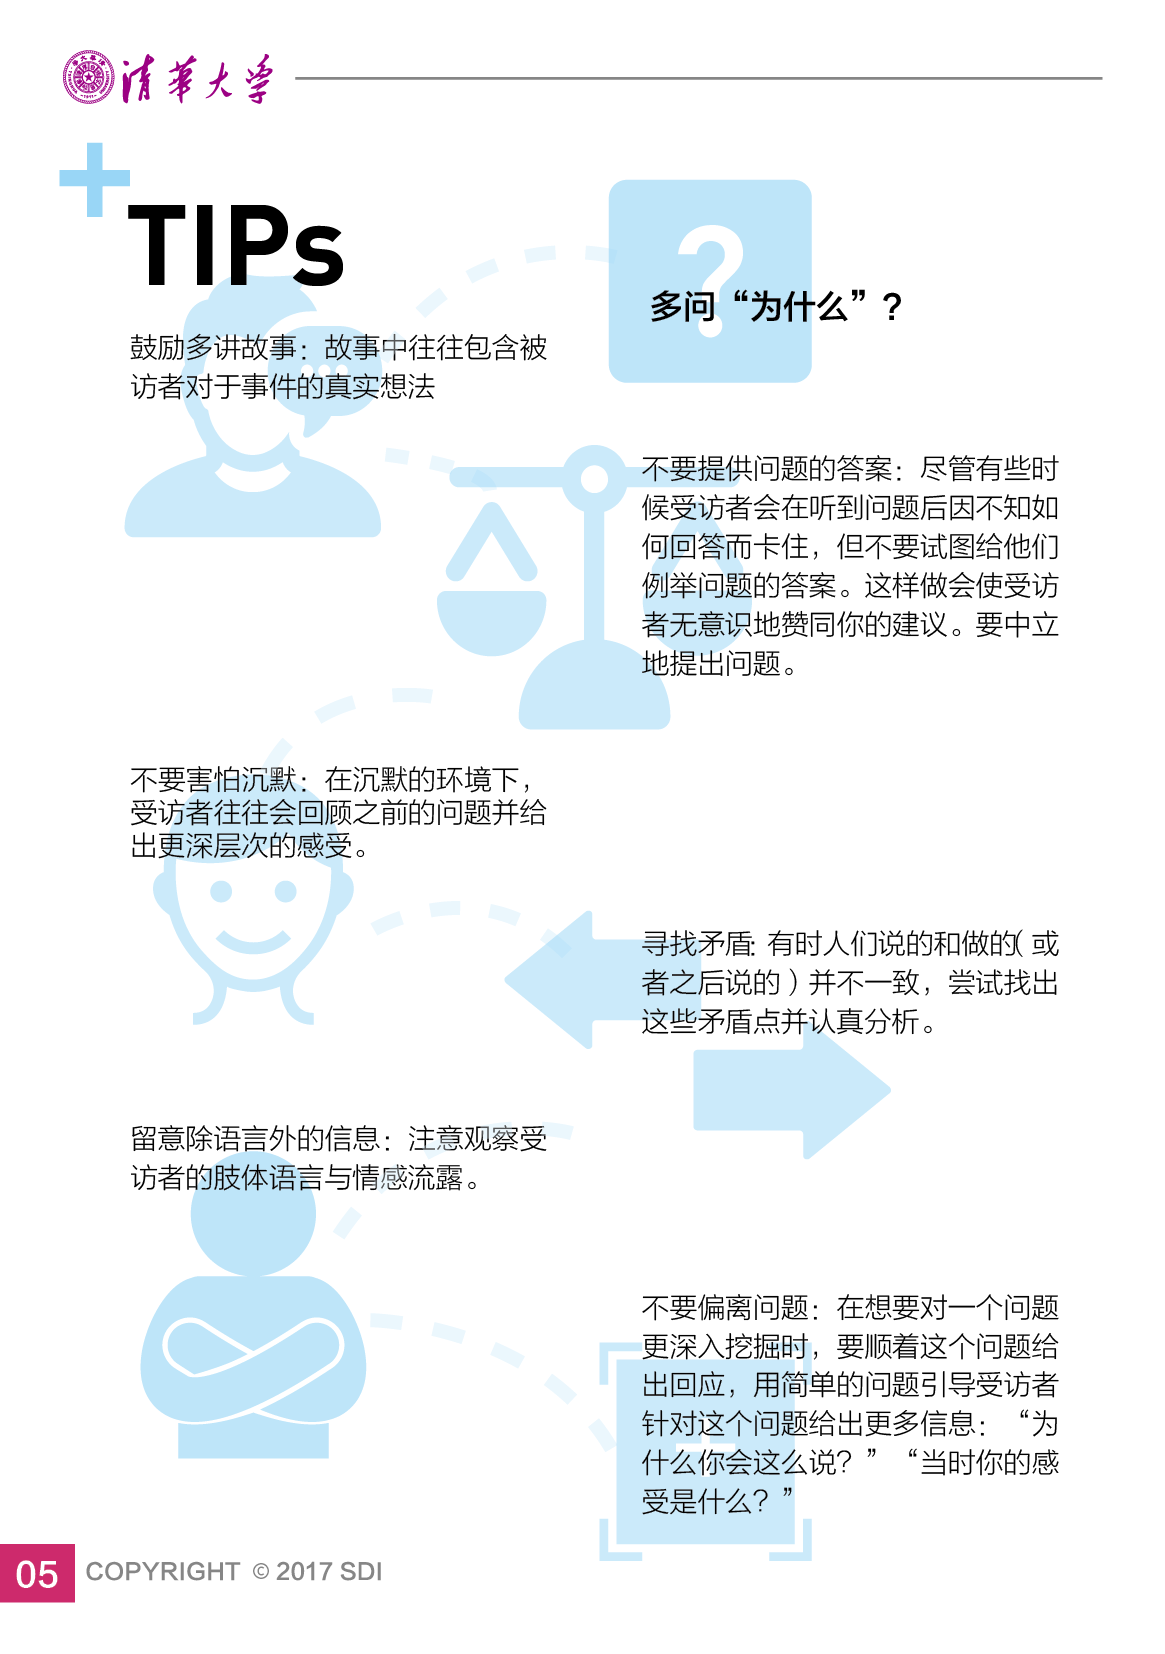 清華大学
TIPs
鼓励多讲故事：故事中往往包含被
访者对于事件的真实想法
?
多问“为什么”？
不要提供问题的答案：尽管有些时
候受访者会在听到问题后因不知如
何回答而卡住，但不要试图给他们
例举问题的答案。这样做会使受访
者无意识地赞同你的建议。要中立
地提出问题。
不要害怕沉默：在沉默的环境下，
受访者往往会回顾之前的问题并给
出更深层次的感受。
寻找矛盾：有时人们说的和做的（或
者之后说的）并不一致，尝试找出
这些矛盾点并认真分析。
留意除语言外的信息：注意观察受
访者的肢体语言与情感流露。
不要偏离问题：在想要对一个问题
更深入挖掘时，要顺着这个问题给
出回应，用简单的问题引导受访者
针对这个问题给出更多信息：“为
什么你会这么说？”“当时你的感
受是什么？”
05 COPYRIGHT © 2017 SDI